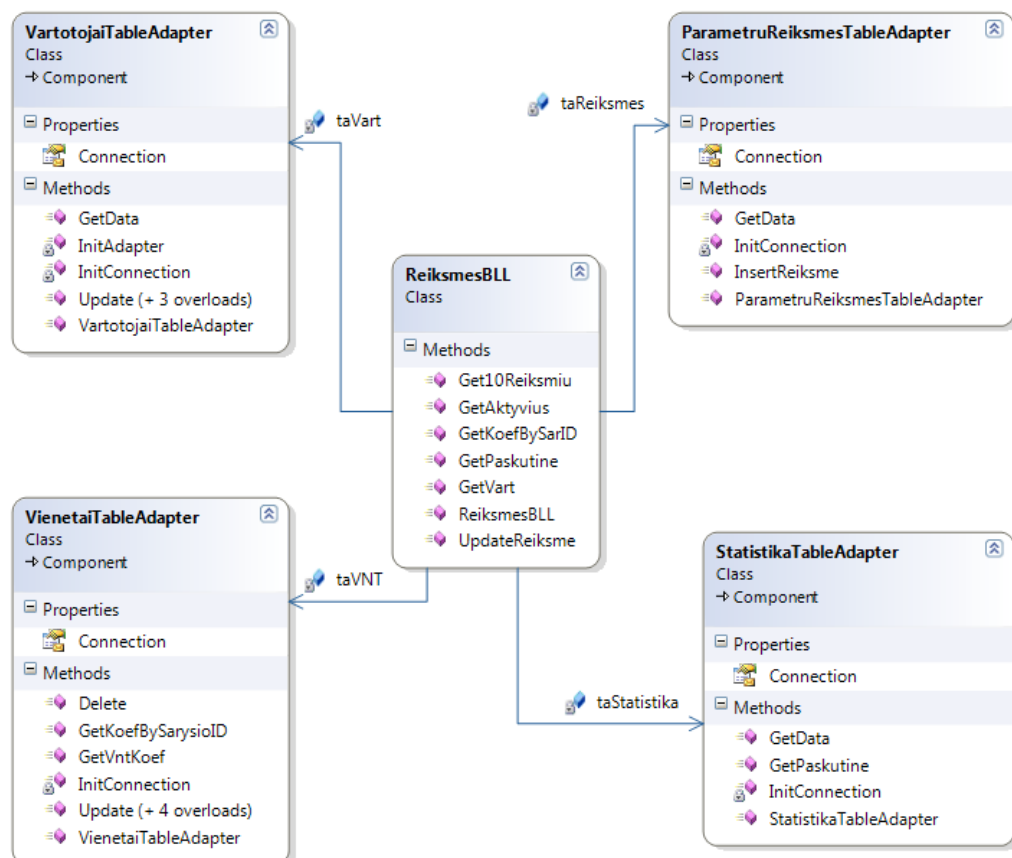 VartotojaiTableAdapter
Class
Component
Properties
Connection
Methods
GetData
InitAdapter
InitConnection
Update (+ 3 overloads)
VartotojaiTableAdapter
taVart
taReiksmes
ParametruReiksmesTableAdapter
Class
Component
Properties
Connection
Methods
GetData
InitConnection
InsertReiksme
ParametruReiksmesTableAdapter
ReiksmesBLL
Class
Methods
Get10Reiksmiu
GetAktyvius
GetKoefBySarID
GetPaskutine
GetVart
ReiksmesBLL
UpdateReiksme
VienetaiTableAdapter
Class
Component
Properties
Connection
Methods
Delete
GetKoefBySarysioID
GetVntKoef
InitConnection
Update (+ 4 overloads)
VienetaiTableAdapter
taVNT
taStatistika
StatistikaTableAdapter
Class
Component
Properties
Connection
Methods
GetData
GetPaskutine
InitConnection
StatistikaTableAdapter